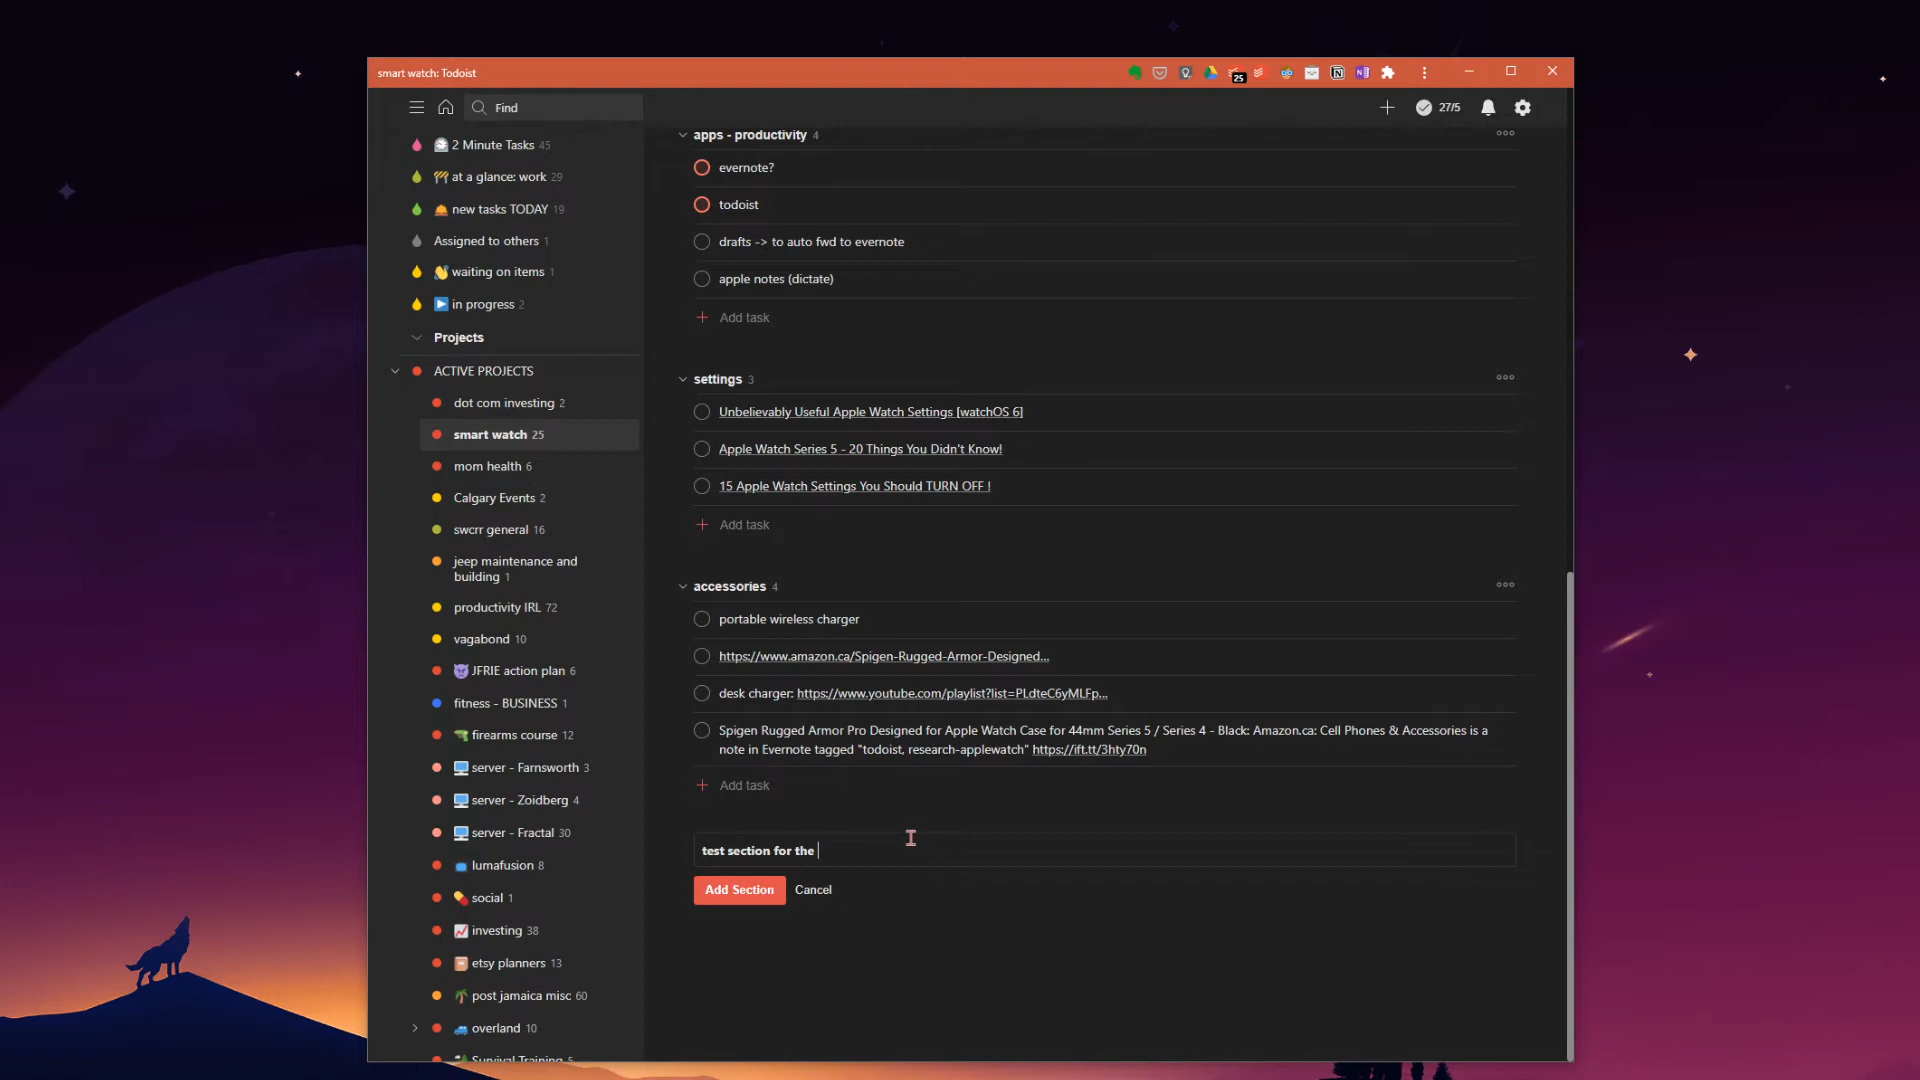 smart watch: Todoist
25
Find
27/5
2 Minute Tasks 45
at a glance: work 29
new tasks TODAY 19
Assigned to others 1
waiting on items 1
in progress 2
Projects
ACTIVE PROJECTS
dot com investing 2
smart watch 25
mom health 6
Calgary Events 2
swcrr general 16
jeep maintenance and
building 1
productivity IRL 72
vagabond 10
JFRIE action plan 6
fitness - BUSINESS 1
firearms course 12
server - Farnsworth 3
server - Zoidberg 4
server - Fractal 30
lumafusion 8
social 1
investing 38
etsy planners 13
post jamaica misc 60
overland 10
Survival Training 5
apps - productivity 4
evernote?
todoist
drafts -> to auto fwd to evernote
apple notes (dictate)
Add task
settings 3
Unbelievably Useful Apple Watch Settings [watchOS 6]
Apple Watch Series 5 - 20 Things You Didn't Know!
15 Apple Watch Settings You Should TURN OFF !
Add task
accessories 4
portable wireless charger
https://www.amazon.ca/Spigen-Rugged-Armor-Designed...
desk charger: https://www.youtube.com/playlist?list=PLdteC6yMLFp...
Spigen Rugged Armor Pro Designed for Apple Watch Case for 44mm Series 5 / Series 4 - Black: Amazon.ca: Cell Phones & Accessories is a
note in Evernote tagged "todoist, research-applewatch" https://ift.tt/3hty70n
Add task
test section for the
Add Section Cancel